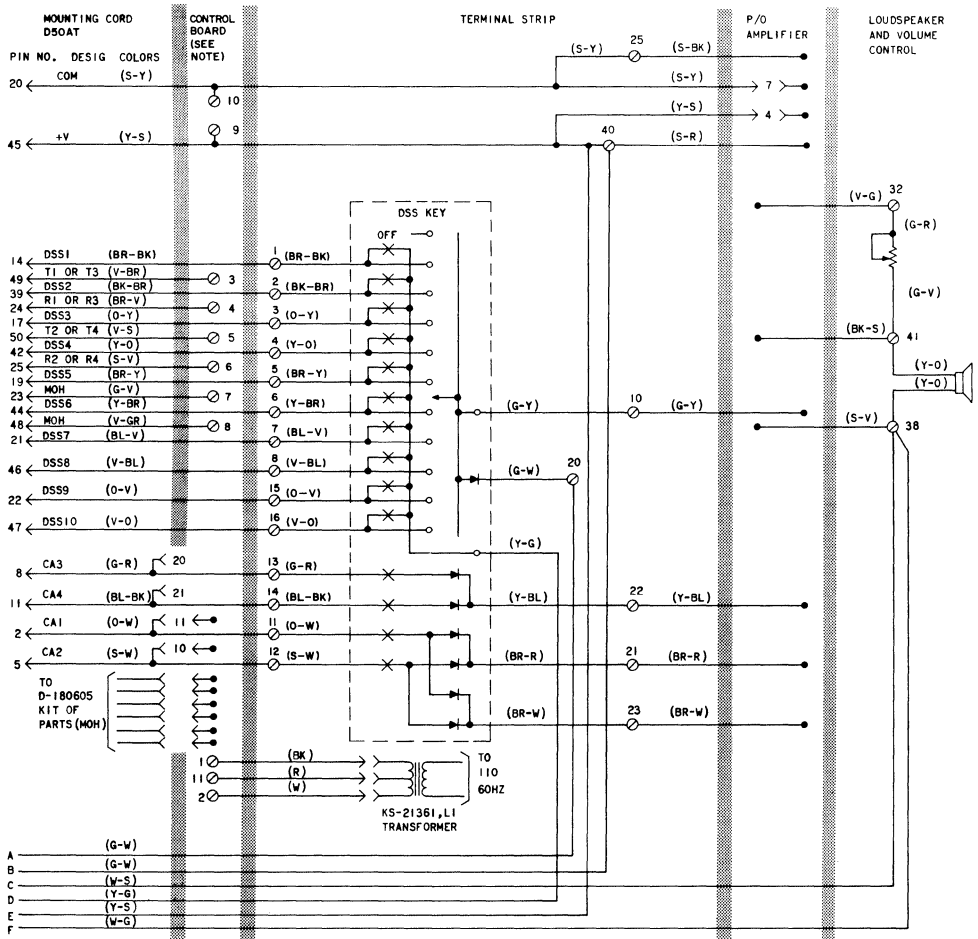 MOUNTING CORD D50AT
CONTROL BOARD (SEE NOTE)
TERMINAL STRIP
P/O AMPLIFIER
LOUDSPEAKER AND VOLUME CONTROL
PIN NO. DESIG COLORS
(S-Y) 25 (S-BK)
20 COM (S-Y) (S-Y) 7
10
(Y-S) 4
9
45 +V (Y-S) 40 (S-R)
(V-G) 32
DSS KEY
(G-R)
OFF
14 DSS1 (BR-BK) 1 (BR-BK)
49 T1 OR T3 (V-BR) 3
39 DSS2 (BK-BR) 2 (BK-BR)
(G-V)
24 R1 OR R3 (BR-V) 4
17 DSS3 (O-Y) 3 (O-Y)
50 T2 OR T4 (V-S) 5
(BK-S) 41
42 DSS4 (Y-O) 4 (Y-O)
25 R2 OR R4 (S-V) 6
19 DSS5 (BR-Y) 5 (BR-Y)
(Y-O)
(Y-O)
23 MOH (G-V) 7
44 DSS6 (Y-BR) 6 (Y-BR) (G-Y) 10 (G-Y)
48 MOH (V-GR) 8
(S-V) 38
21 DSS7 (BL-V) 7 (BL-V)
46 DSS8 (V-BL) 8 (V-BL) (G-W) 20
22 DSS9 (O-V) 15 (O-V)
47 DSS10 (V-O) 16 (V-O)
(Y-G)
8 CA3 (G-R) 20 13 (G-R)
11 CA4 (BL-BK) 21 14 (BL-BK) (Y-BL) 22 (Y-BL)
2 CA1 (O-W) 11 11 (O-W)
5 CA2 (S-W) 10 12 (S-W) (BR-R) 21 (BR-R)
TO D-180605 KIT OF PARTS (MOH)
(BR-W) 23 (BR-W)
1 (BK)
11 (R)
2 (W)
TO 110 60HZ
KS-21361,L1 TRANSFORMER
A (G-W)
B (G-W)
C (W-S)
D (Y-G)
E (Y-S)
F (W-G)